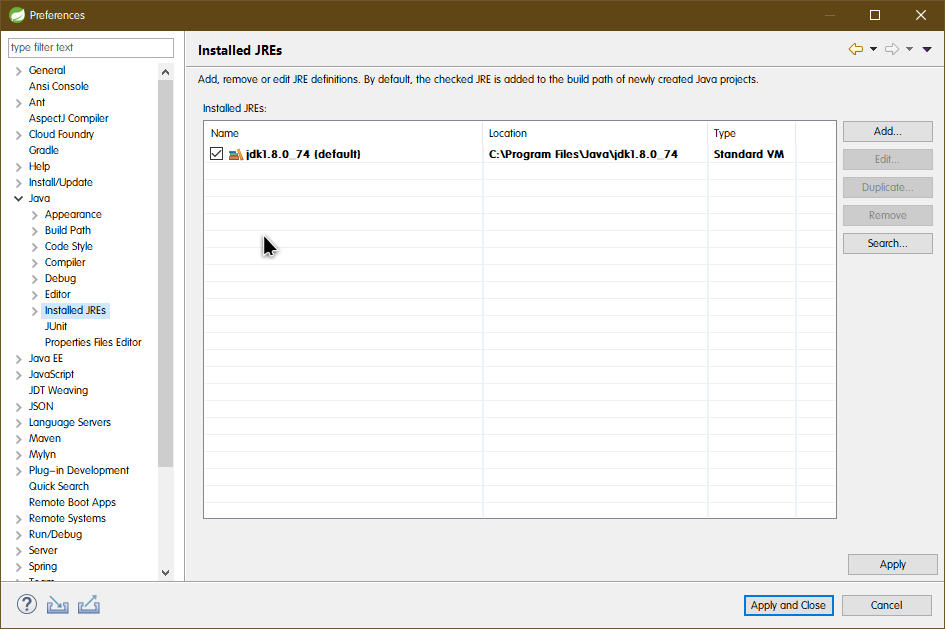 Preferences
type filter text
General
Ansi Console
Ant
AspectJ Compiler
Cloud Foundry
Gradle
Help
Install/Update
Java
Appearance
Build Path
Code Style
Compiler
Debug
Editor
Installed JREs
JUnit
Properties Files Editor
Java EE
JavaScript
JDT Weaving
JSON
Language Servers
Maven
Mylyn
Plug-in Development
Quick Search
Remote Boot Apps
Remote Systems
Run/Debug
Server
Spring
Team
Installed JREs
Add, remove or edit JRE definitions. By default, the checked JRE is added to the build path of newly created Java projects.
Installed JREs:
Name Location Type
jdk1.8.0_74 (default) C:\Program Files\Java\jdk1.8.0_74 Standard VM
Add...
Edit...
Duplicate...
Remove
Search...
Apply
? Apply and Close Cancel